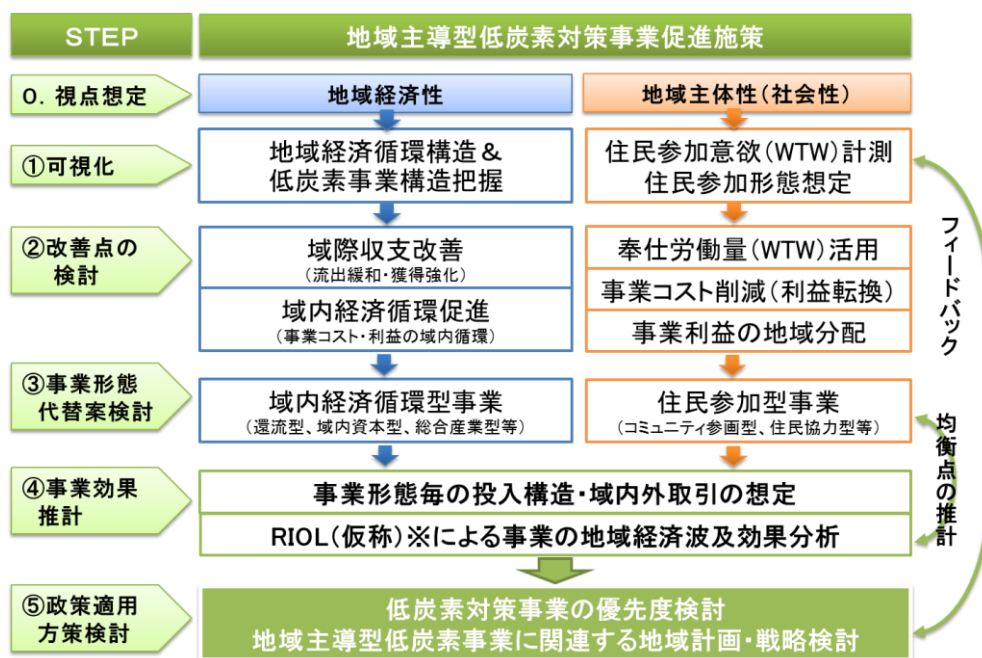 STEP
地域主導型低炭素対策事業促進施策
0. 視点想定
地域経済性
地域主体性(社会性)
①可視化
地域経済循環構造&
低炭素事業構造把握
住民参加意欲(WTW)計測
住民参加形態想定
②改善点の
検討
域際収支改善
(流出緩和・獲得強化)
域内経済循環促進
(事業コスト・利益の域内循環)
奉仕労働量(WTW)活用
事業コスト削減(利益転換)
事業利益の地域分配
③事業形態
代替案検討
域内経済循環型事業
(還流型、域内資本型、総合産業型等)
住民参加型事業
(コミュニティ参画型、住民協力型等)
④事業効果
推計
事業形態毎の投入構造・域内外取引の想定
RIOL(仮称)※による事業の地域経済波及効果分析
⑤政策適用
方策検討
低炭素対策事業の優先度検討
地域主導型低炭素事業に関連する地域計画・戦略検討
フィードバック
均衡点の推計